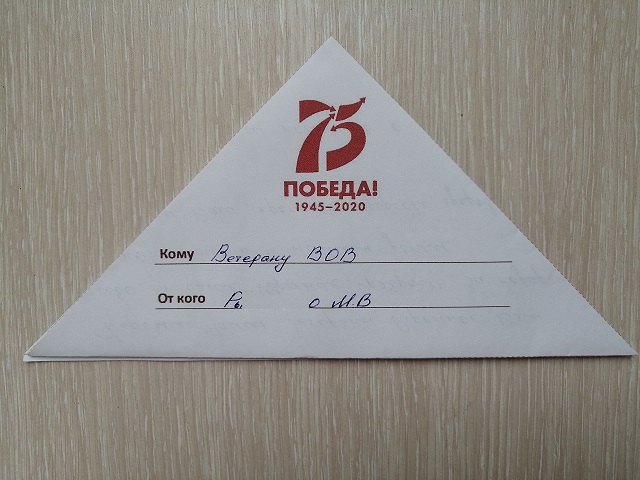 75
ПОБЕДА!
1945–2020
Кому Ветерану ВОВ
От кого о М.В